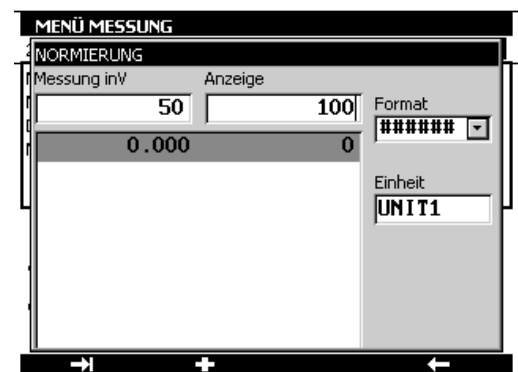 MENÜ MESSUNG
NORMIERUNG
Messung inV Anzeige
50 100
Format
######
0.000 0
Einheit
UNIT1